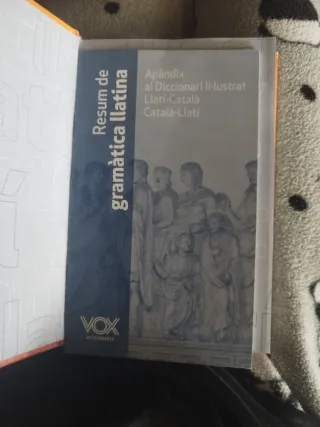 Resum de
gramàtica llatina
Apèndix
al Diccionari il·lustrat
Llatí-Català
Català-Llatí
VOX